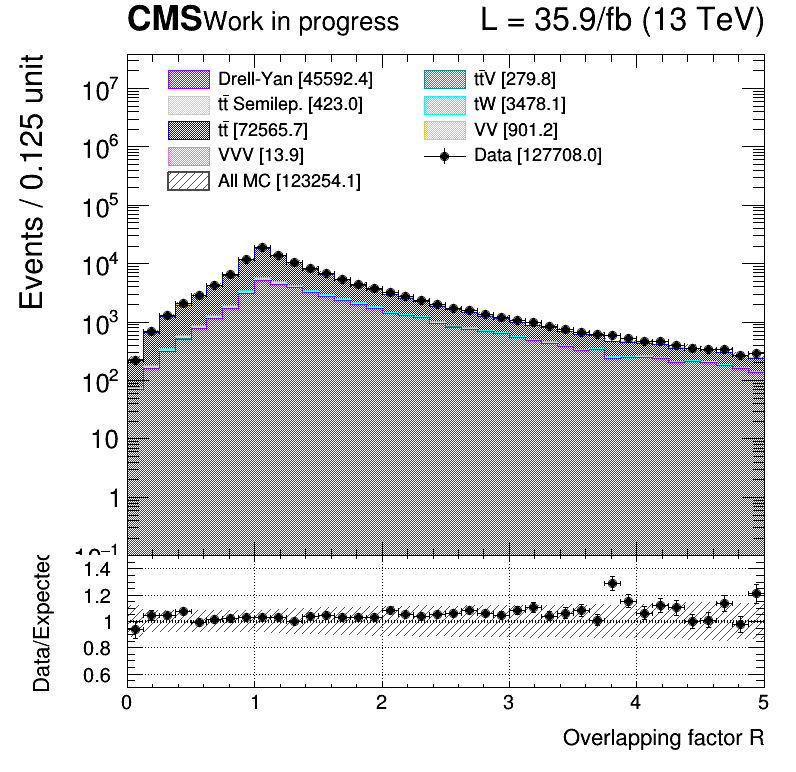 CMS Work in progress L = 35.9/fb (13 TeV)
Events / 0.125 unit
Drell-Yan [45592.4]
tt̄ Semilep. [423.0]
tt̄ [72565.7]
VVV [13.9]
All MC [123254.1]
tt̄V [279.8]
tW [3478.1]
VV [901.2]
Data [127708.0]
10⁷
10⁶
10⁵
10⁴
10³
10²
10
1
10⁻¹
Data/Expected
1.4
1.2
1
0.8
0.6
0 1 2 3 4 5
Overlapping factor R